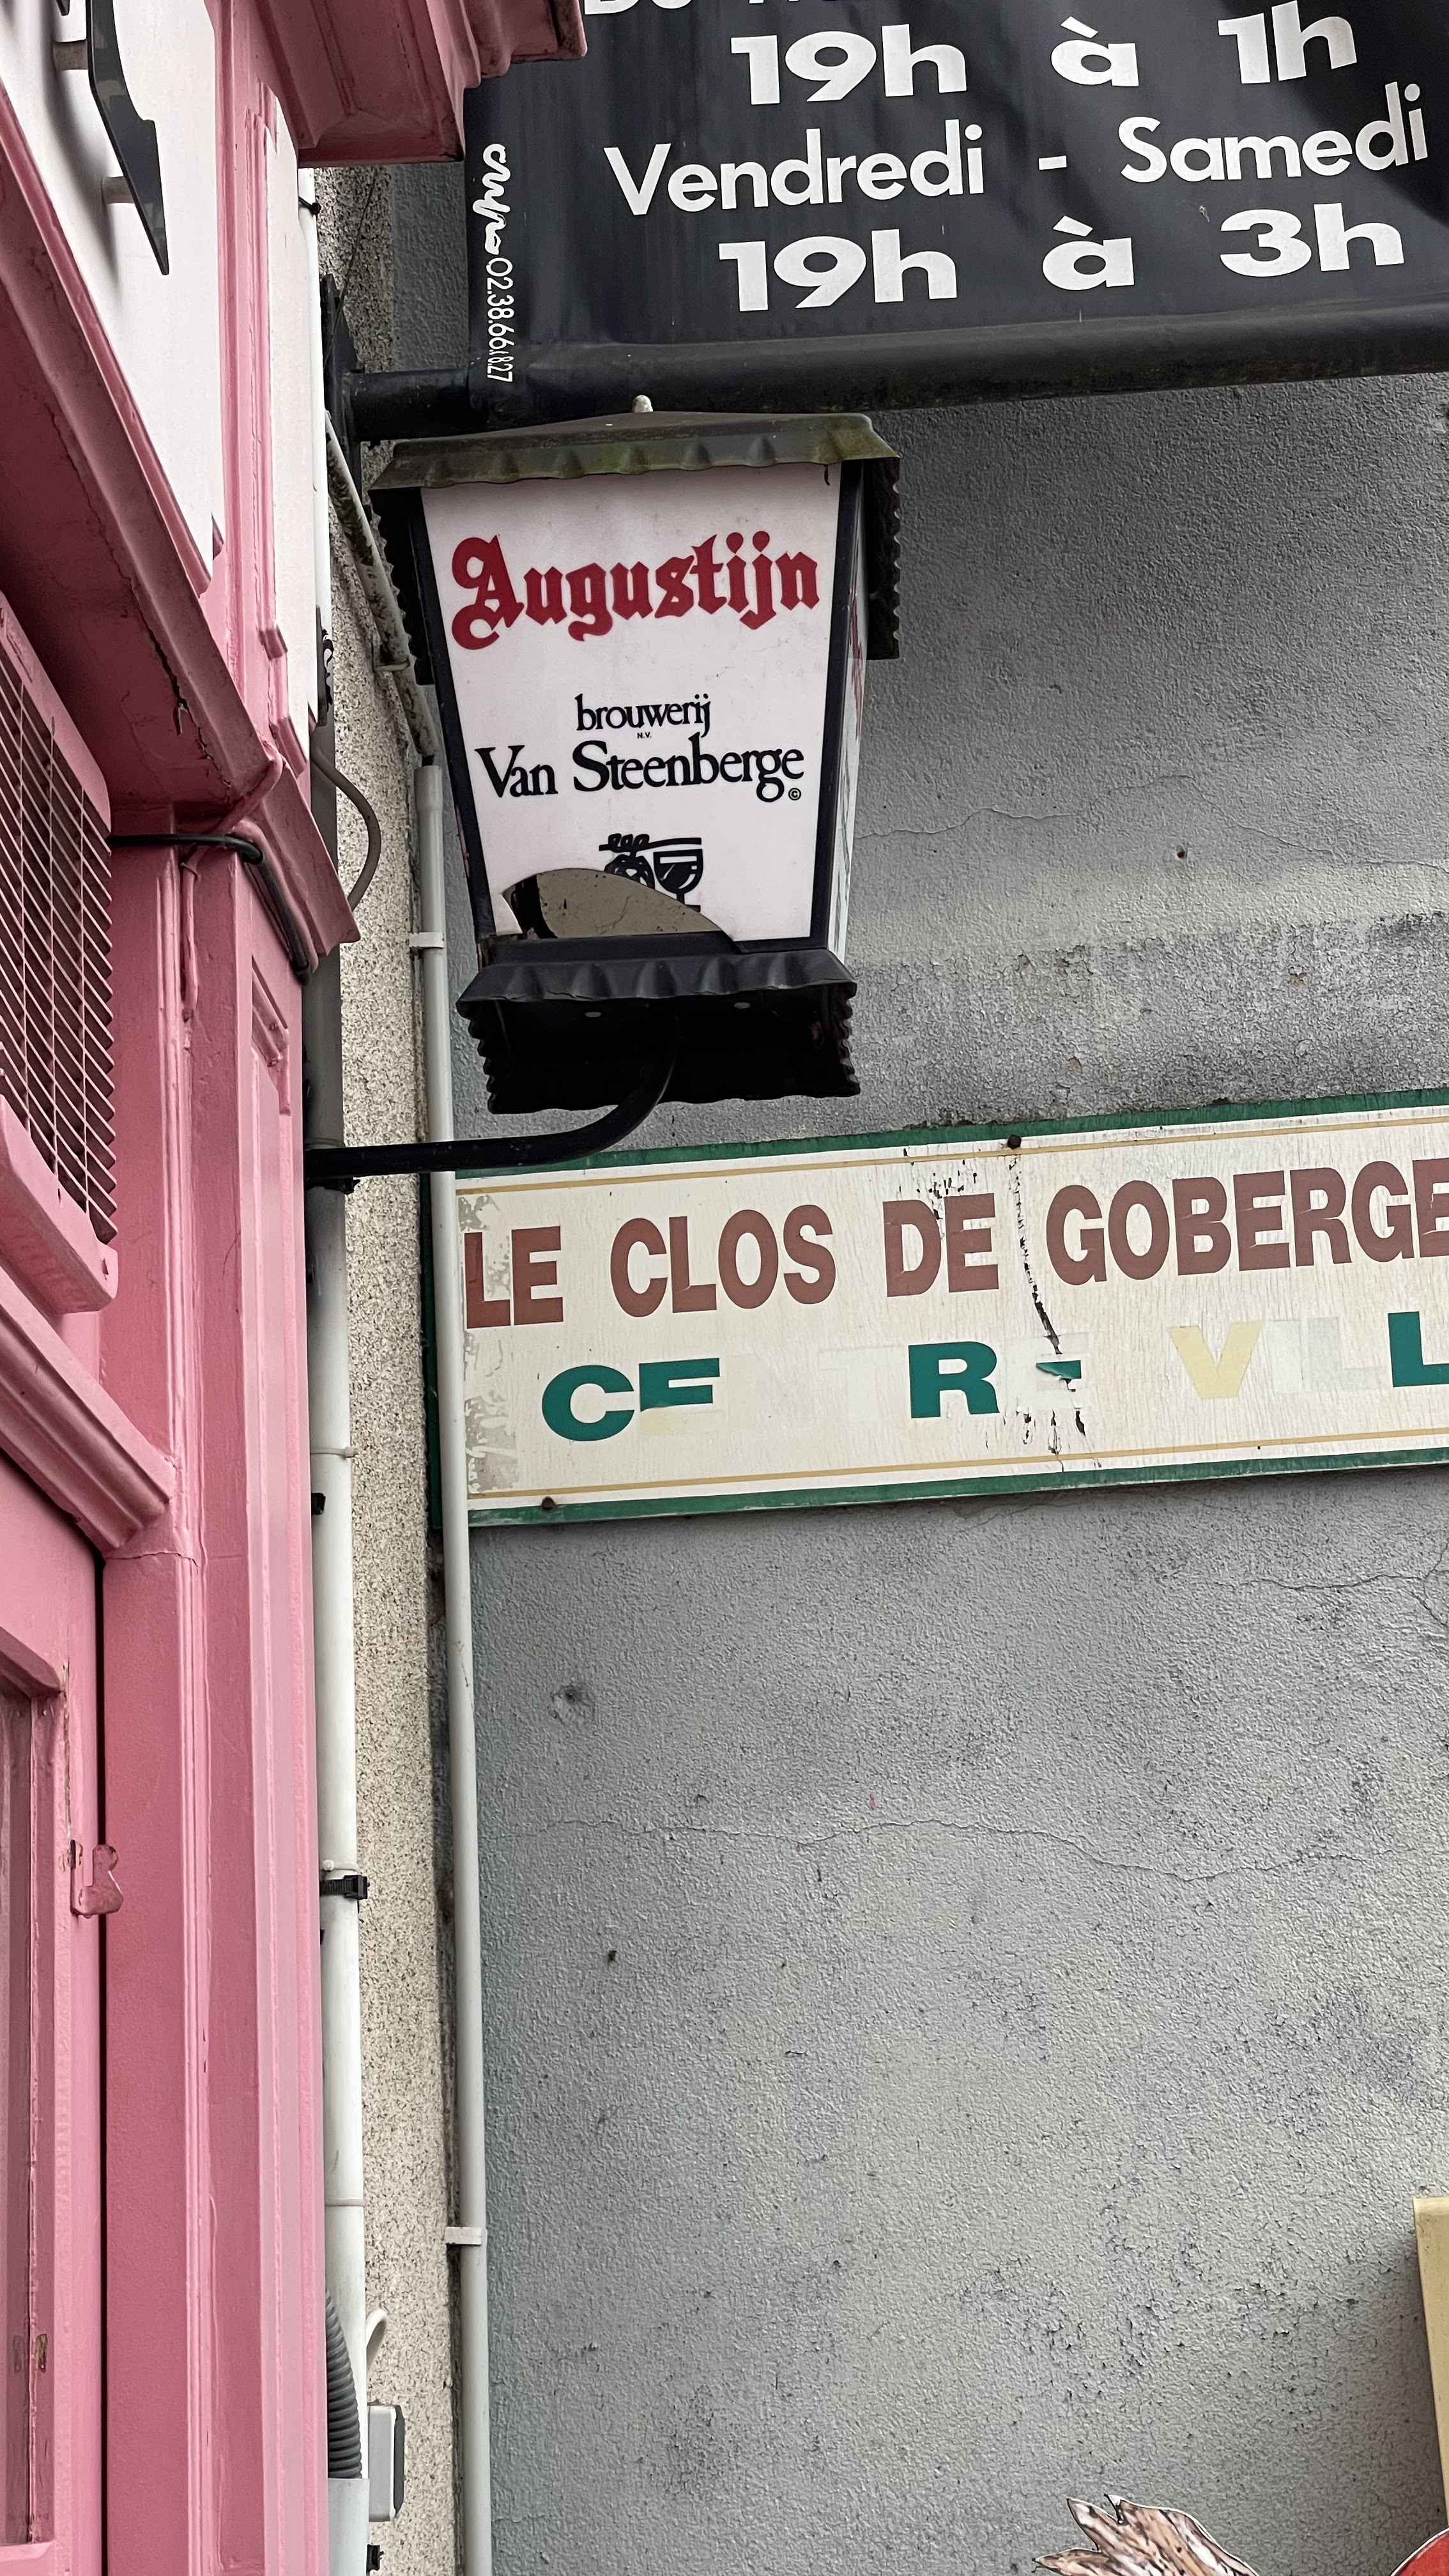 19h à 1h
Vendredi - Samedi
19h à 3h
02.38.66.18.27
Augustijn
brouwerij
N.V.
Van Steenberge
©
LE CLOS DE GOBERGE
CE R V L